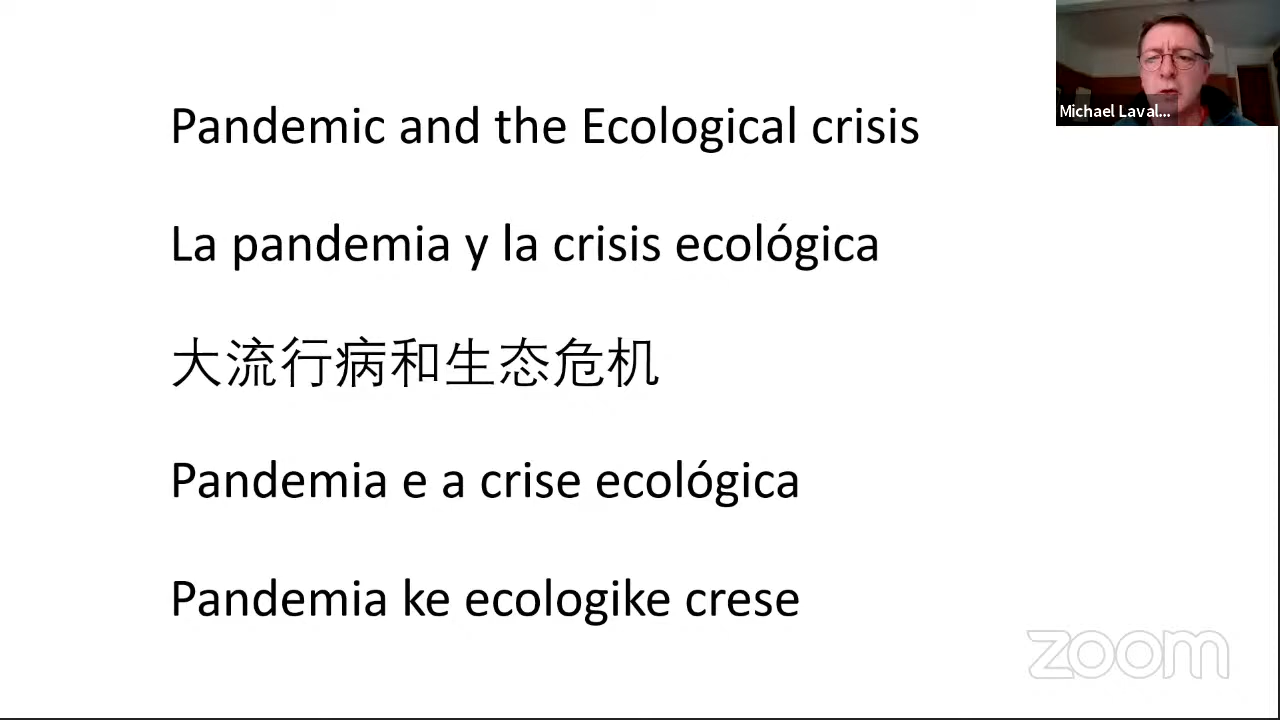 Pandemic and the Ecological crisis
La pandemia y la crisis ecológica
大流行病和生态危机
Pandemia e a crise ecológica
Pandemia ke ecologike crese
Michael Laval...
zoom